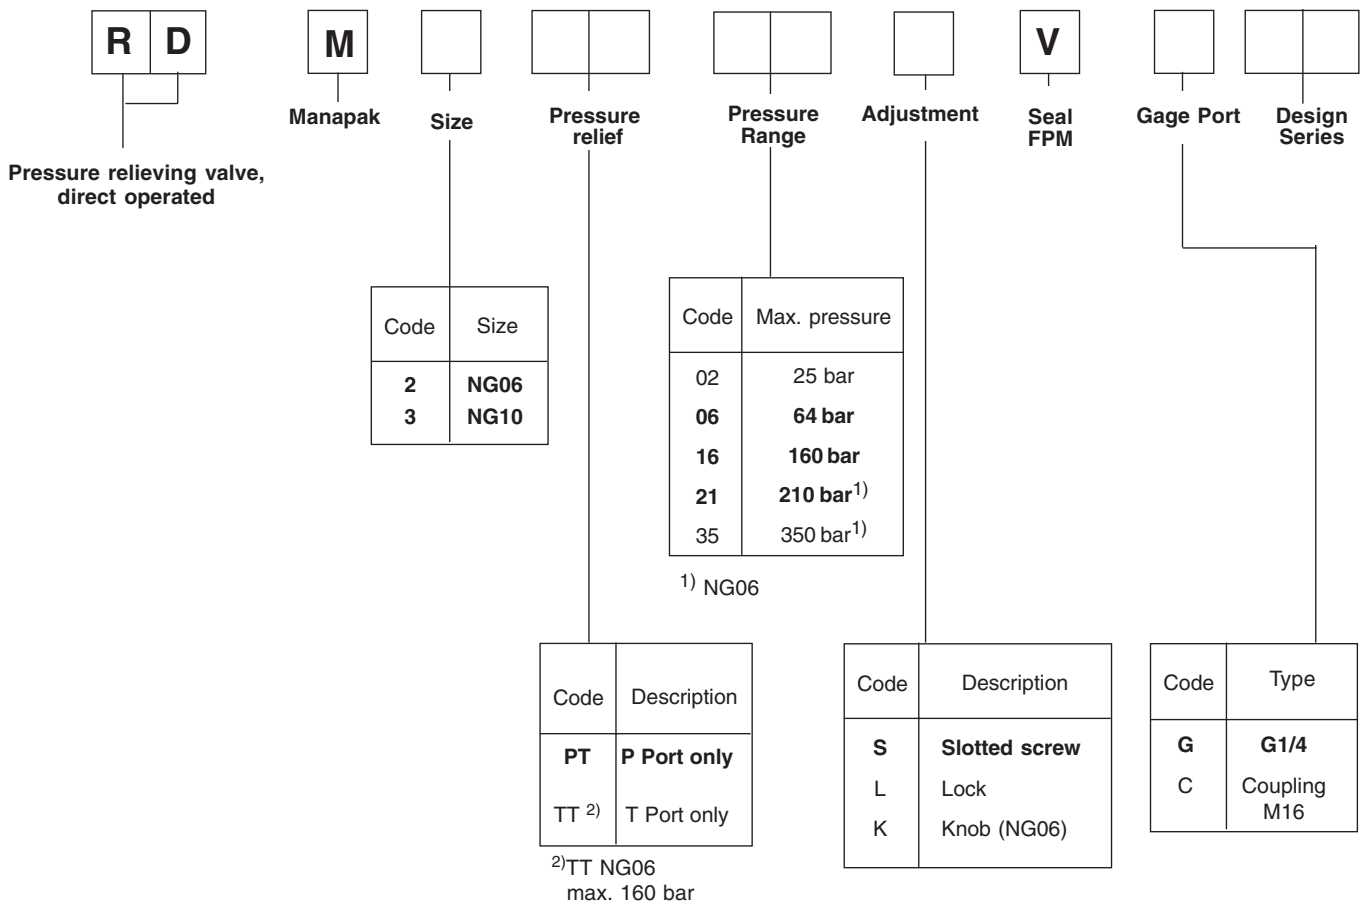 R D M V
Manapak
Size
Pressure
relief
Pressure
Range
Adjustment
Seal
FPM
Gage Port
Design
Series
Pressure relieving valve,
direct operated
Code Size
2 NG06
3 NG10
Code Max. pressure
02 25 bar
06 64 bar
16 160 bar
21 210 bar1)
35 350 bar1)
1) NG06
Code Description
PT P Port only
TT 2) T Port only
2)TT NG06
max. 160 bar
Code Description
S Slotted screw
L Lock
K Knob (NG06)
Code Type
G G1/4
C Coupling
M16